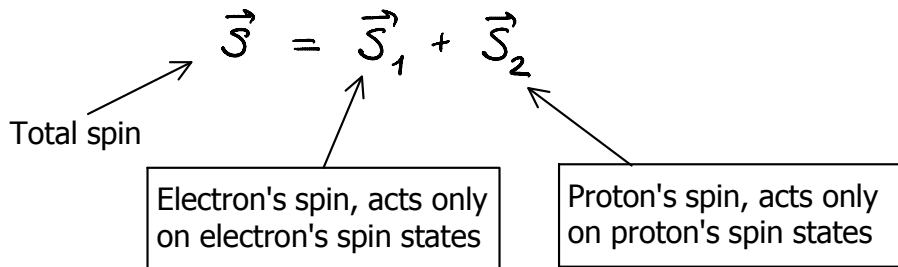 S⃗ = S⃗₁ + S⃗₂
Total spin
Electron's spin, acts only
on electron's spin states
Proton's spin, acts only
on proton's spin states